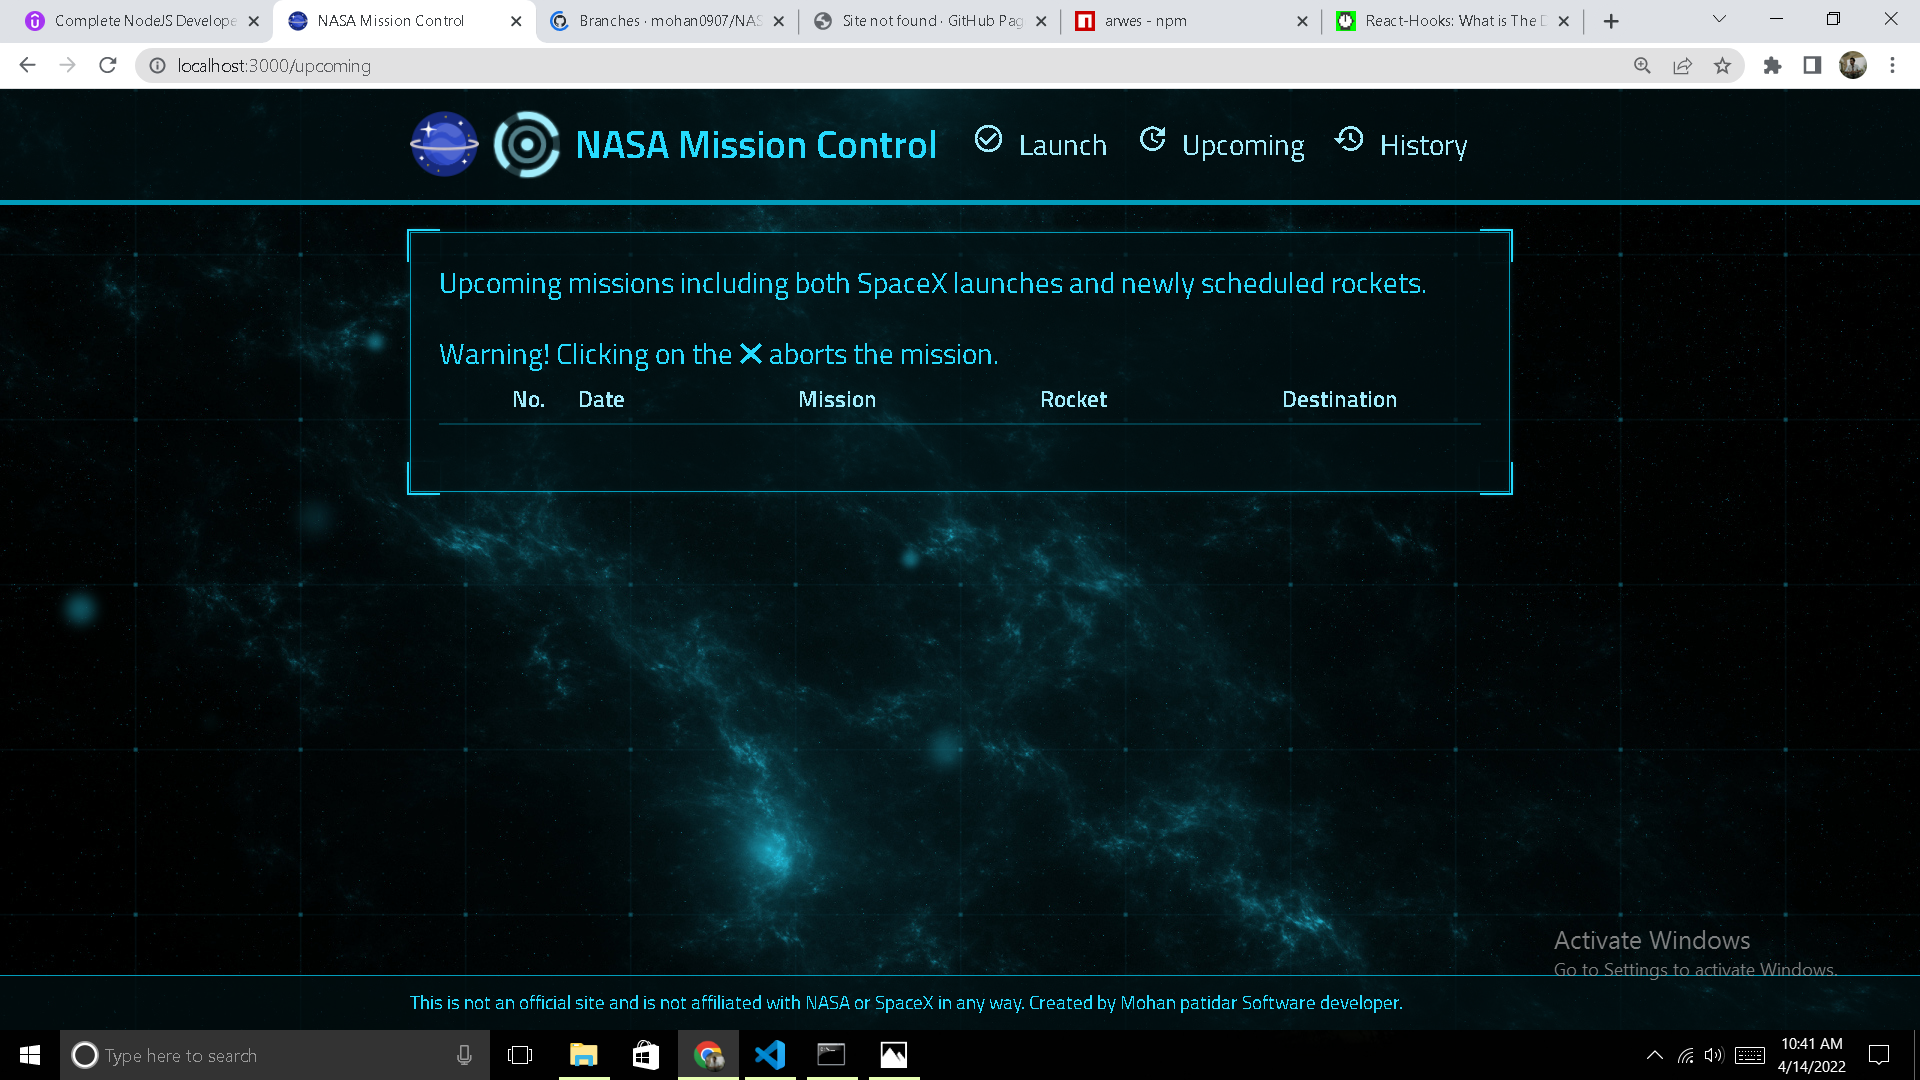 Complete NodeJS Develope
NASA Mission Control
Branches · mohan0907/NAS
Site not found · GitHub Pag
arwes - npm
React-Hooks: What is The D
localhost:3000/upcoming
NASA Mission Control
Launch
Upcoming
History
Upcoming missions including both SpaceX launches and newly scheduled rockets.
Warning! Clicking on the ✕ aborts the mission.
No. Date Mission Rocket Destination
Activate Windows
Go to Settings to activate Windows.
This is not an official site and is not affiliated with NASA or SpaceX in any way. Created by Mohan patidar Software developer.
Type here to search
10:41 AM
4/14/2022